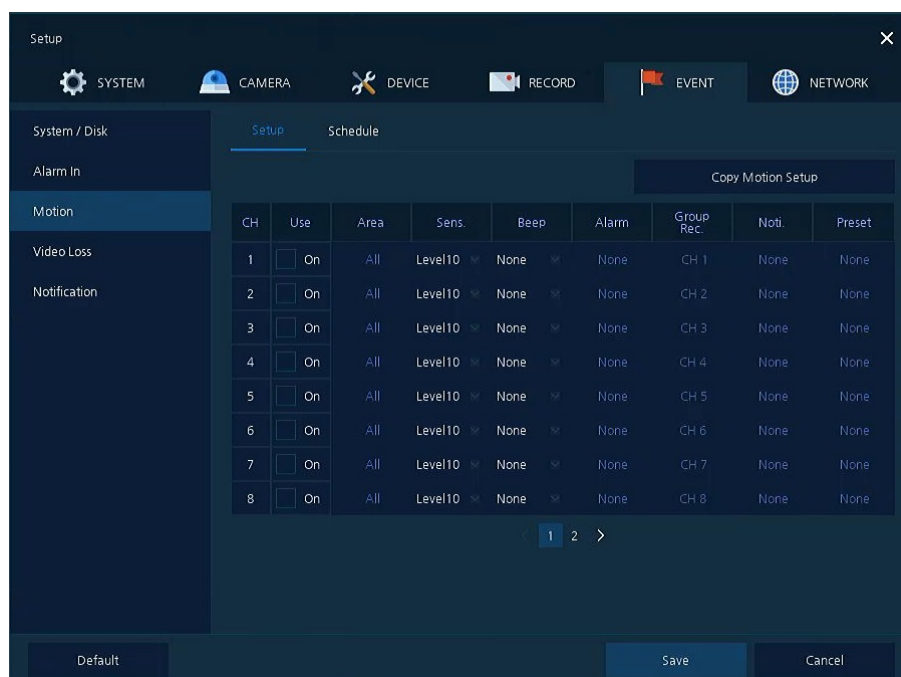 Setup
SYSTEM CAMERA DEVICE RECORD EVENT NETWORK
System / Disk
Alarm In
Motion
Video Loss
Notification
Setup Schedule
Copy Motion Setup
CH Use Area Sens. Beep Alarm Group Rec. Noti. Preset
1 On All Level10 None None CH 1 None None
2 On All Level10 None None CH 2 None None
3 On All Level10 None None CH 3 None None
4 On All Level10 None None CH 4 None None
5 On All Level10 None None CH 5 None None
6 On All Level10 None None CH 6 None None
7 On All Level10 None None CH 7 None None
8 On All Level10 None None CH 8 None None
1 2
Default Save Cancel